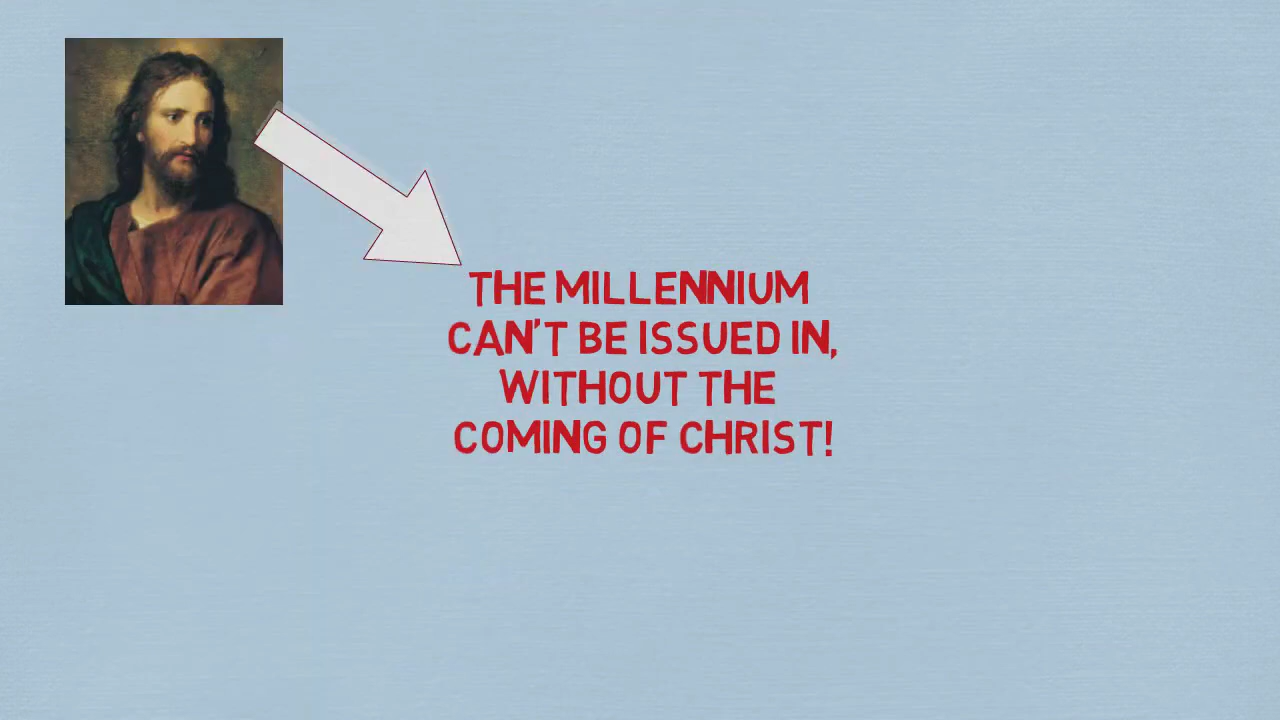 THE MILLENNIUM
CAN'T BE ISSUED IN,
WITHOUT THE
COMING OF CHRIST!